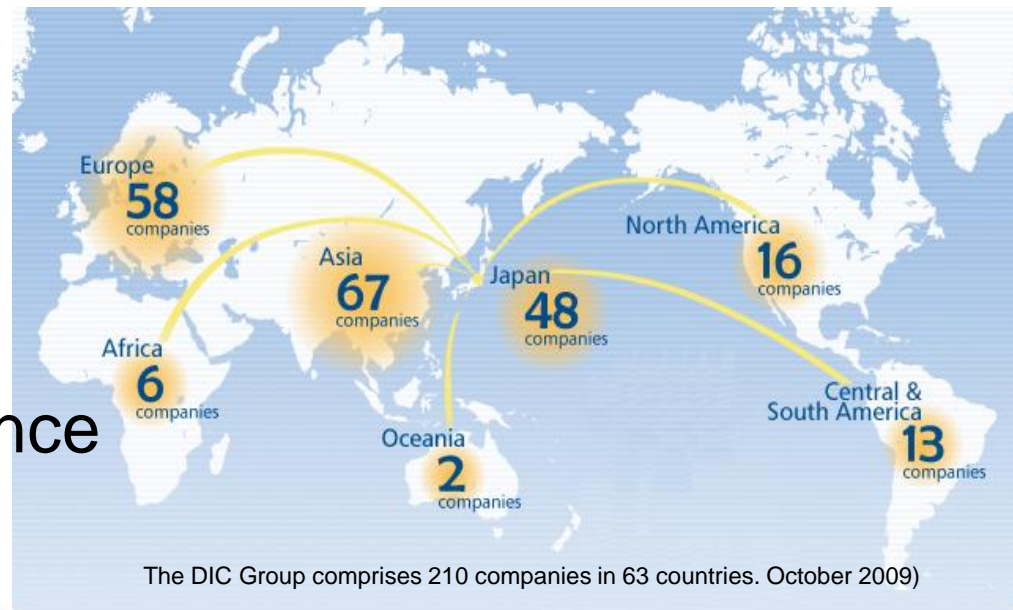 Europe
58
companies
Asia
67
companies
Japan
48
companies
North America
16
companies
Africa
6
companies
nce
Oceania
2
companies
Central &
South America
13
companies
The DIC Group comprises 210 companies in 63 countries. October 2009)